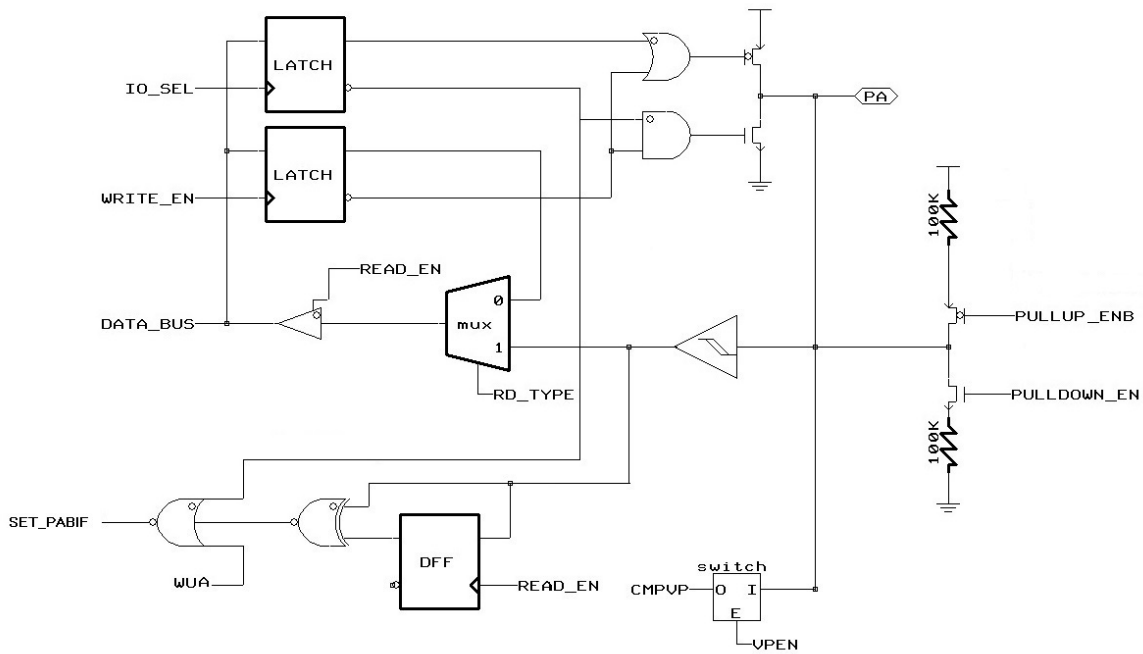 LATCH
IO_SEL
PA
LATCH
WRITE_EN
100K
READ_EN
0
DATA_BUS
mux
PULLUP_ENB
1
RD_TYPE
PULLDOWN_EN
100K
SET_PABIF
DFF
switch
WUA
READ_EN
CMPVP
O I
E
VPEN